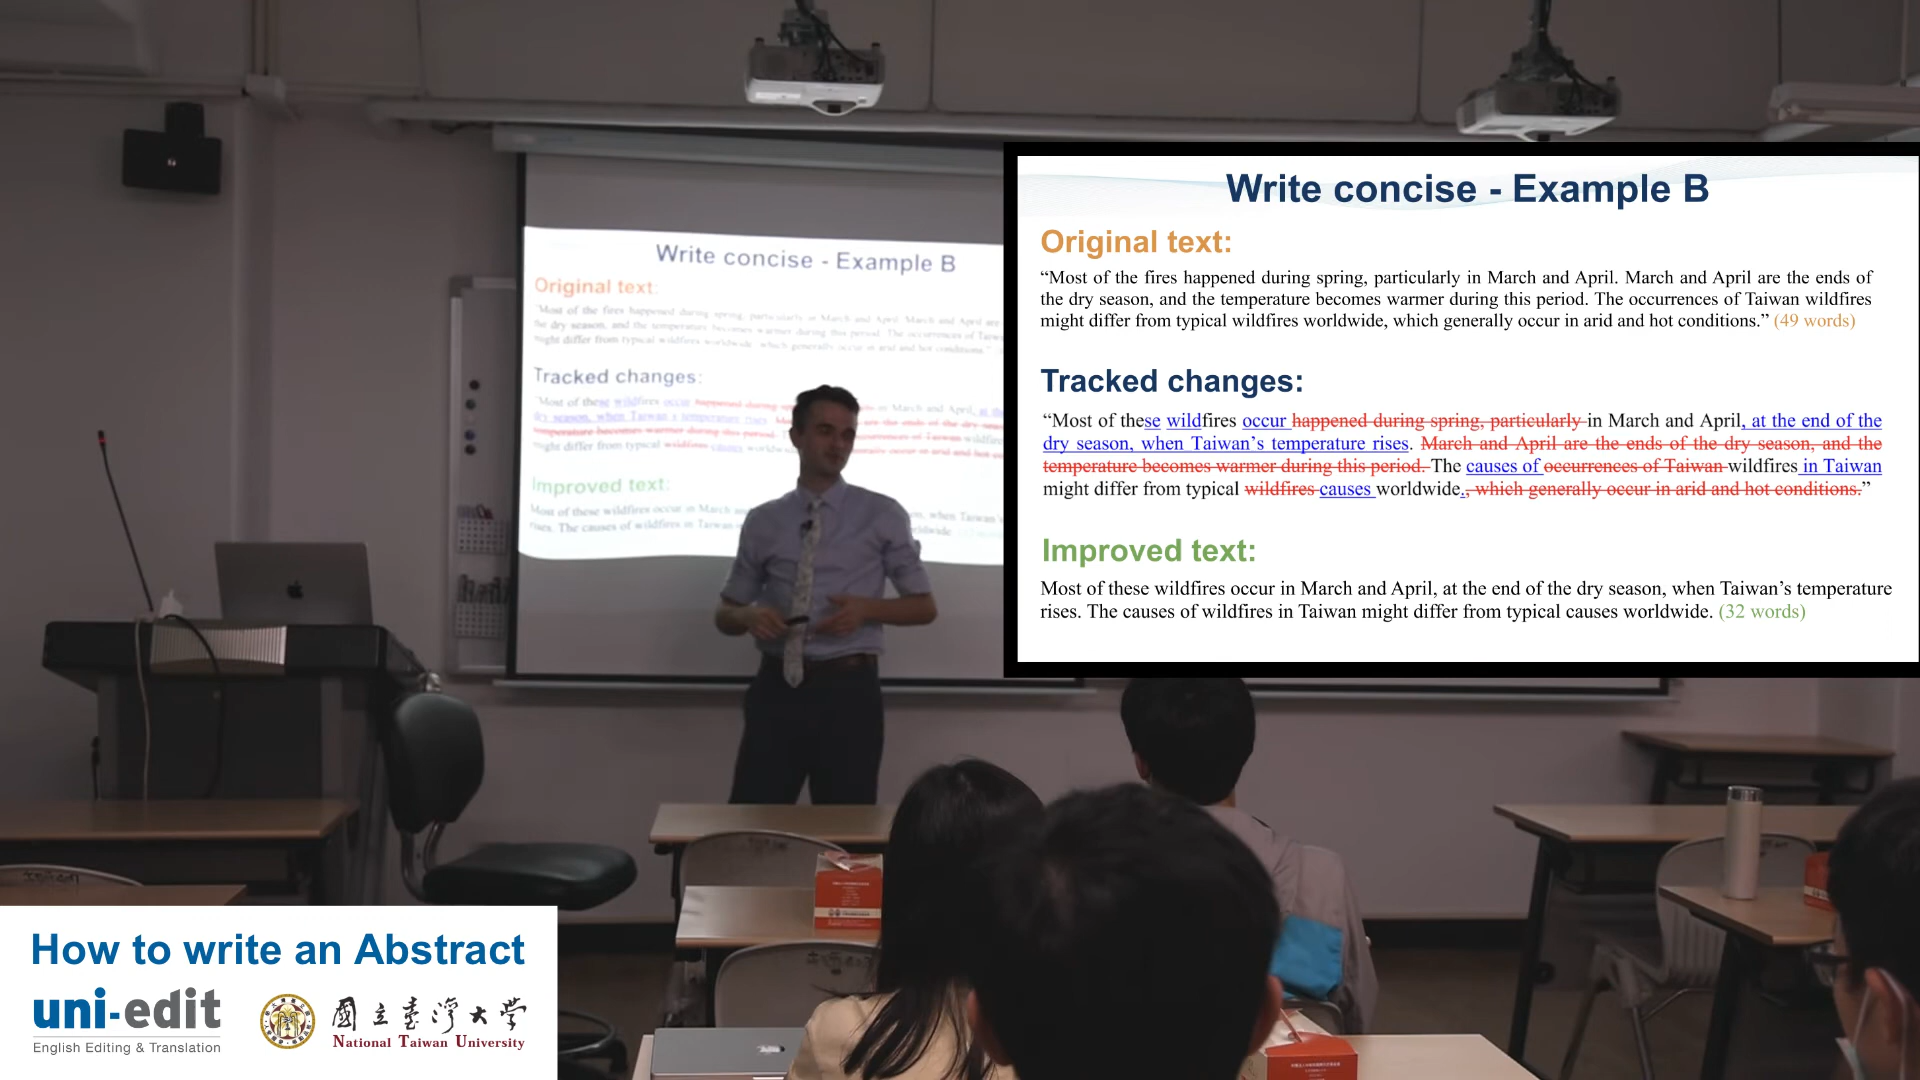 Write concise - Example B
Original text:
“Most of the fires happened during spring, particularly in March and April. March and April are the ends of
the dry season, and the temperature becomes warmer during this period. The occurrences of Taiwan wildfires
might differ from typical wildfires worldwide, which generally occur in arid and hot conditions.” (49 words)
Tracked changes:
“Most of these wildfires occur happened during spring, particularly in March and April, at the end of the
dry season, when Taiwan’s temperature rises. March and April are the ends of the dry season, and the
temperature becomes warmer during this period. The causes of occurrences of Taiwan wildfires in Taiwan
might differ from typical wildfires causes worldwide., which generally occur in arid and hot conditions.”
Improved text:
Most of these wildfires occur in March and April, at the end of the dry season, when Taiwan’s temperature
rises. The causes of wildfires in Taiwan might differ from typical causes worldwide. (32 words)
Write concise - Example B
Original text:
Tracked changes:
Improved text:
How to write an Abstract
uni-edit
English Editing & Translation
國立臺灣大學
National Taiwan University